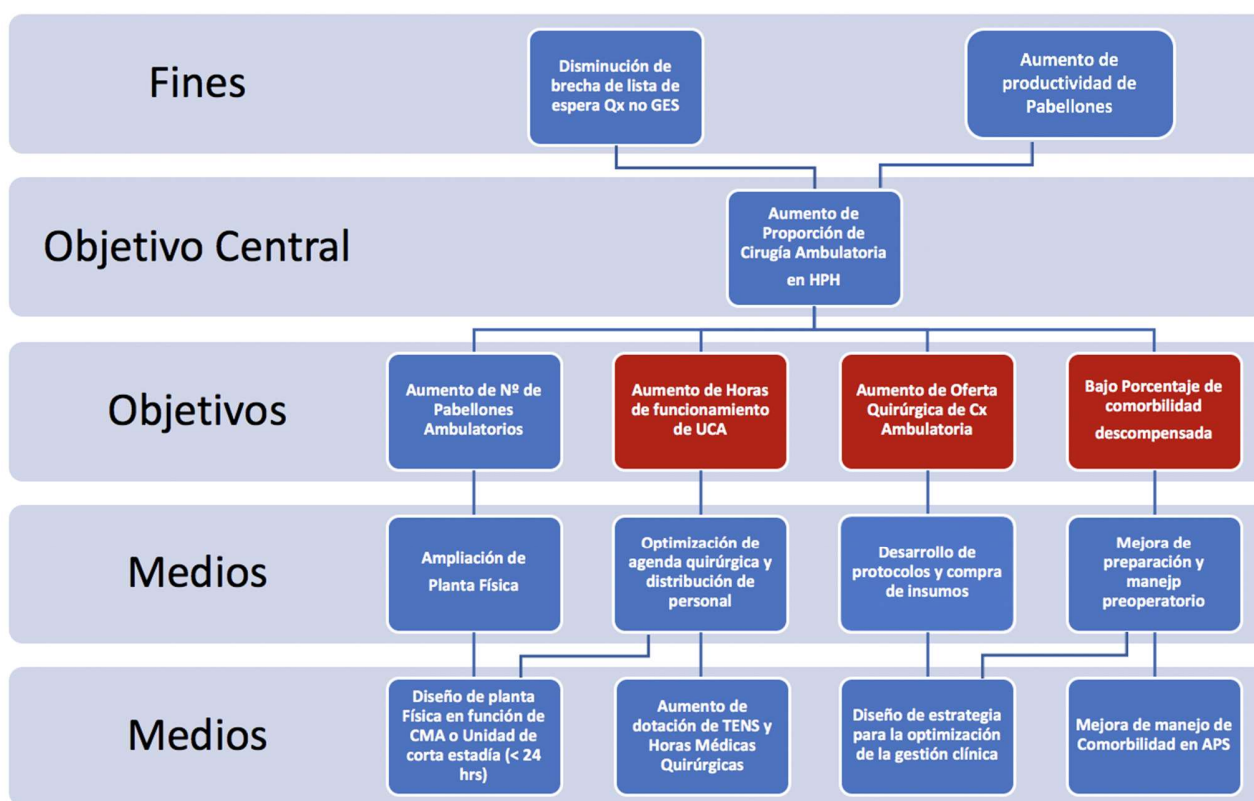 Fines
Disminución de
brecha de lista de
espera Qx no GES
Aumento de
productividad de
Pabellones
Objetivo Central
Aumento de
Proporción de
Cirugía Ambulatoria
en HPH
Objetivos
Aumento de Nº de
Pabellones
Ambulatorios
Aumento de Horas
de funcionamiento
de UCA
Aumento de Oferta
Quirúrgica de Cx
Ambulatoria
Bajo Porcentaje de
comorbilidad
descompensada
Medios
Ampliación de
Planta Física
Optimización de
agenda quirúrgica y
distribución de
personal
Desarrollo de
protocolos y compra
de insumos
Mejora de
preparación y
manejp
preoperatorio
Medios
Diseño de planta
Física en función de
CMA o Unidad de
corta estadía (< 24
hrs)
Aumento de
dotación de TENS y
Horas Médicas
Quirúrgicas
Diseño de estrategia
para la optimización
de la gestión clínica
Mejora de manejo de
Comorbilidad en APS